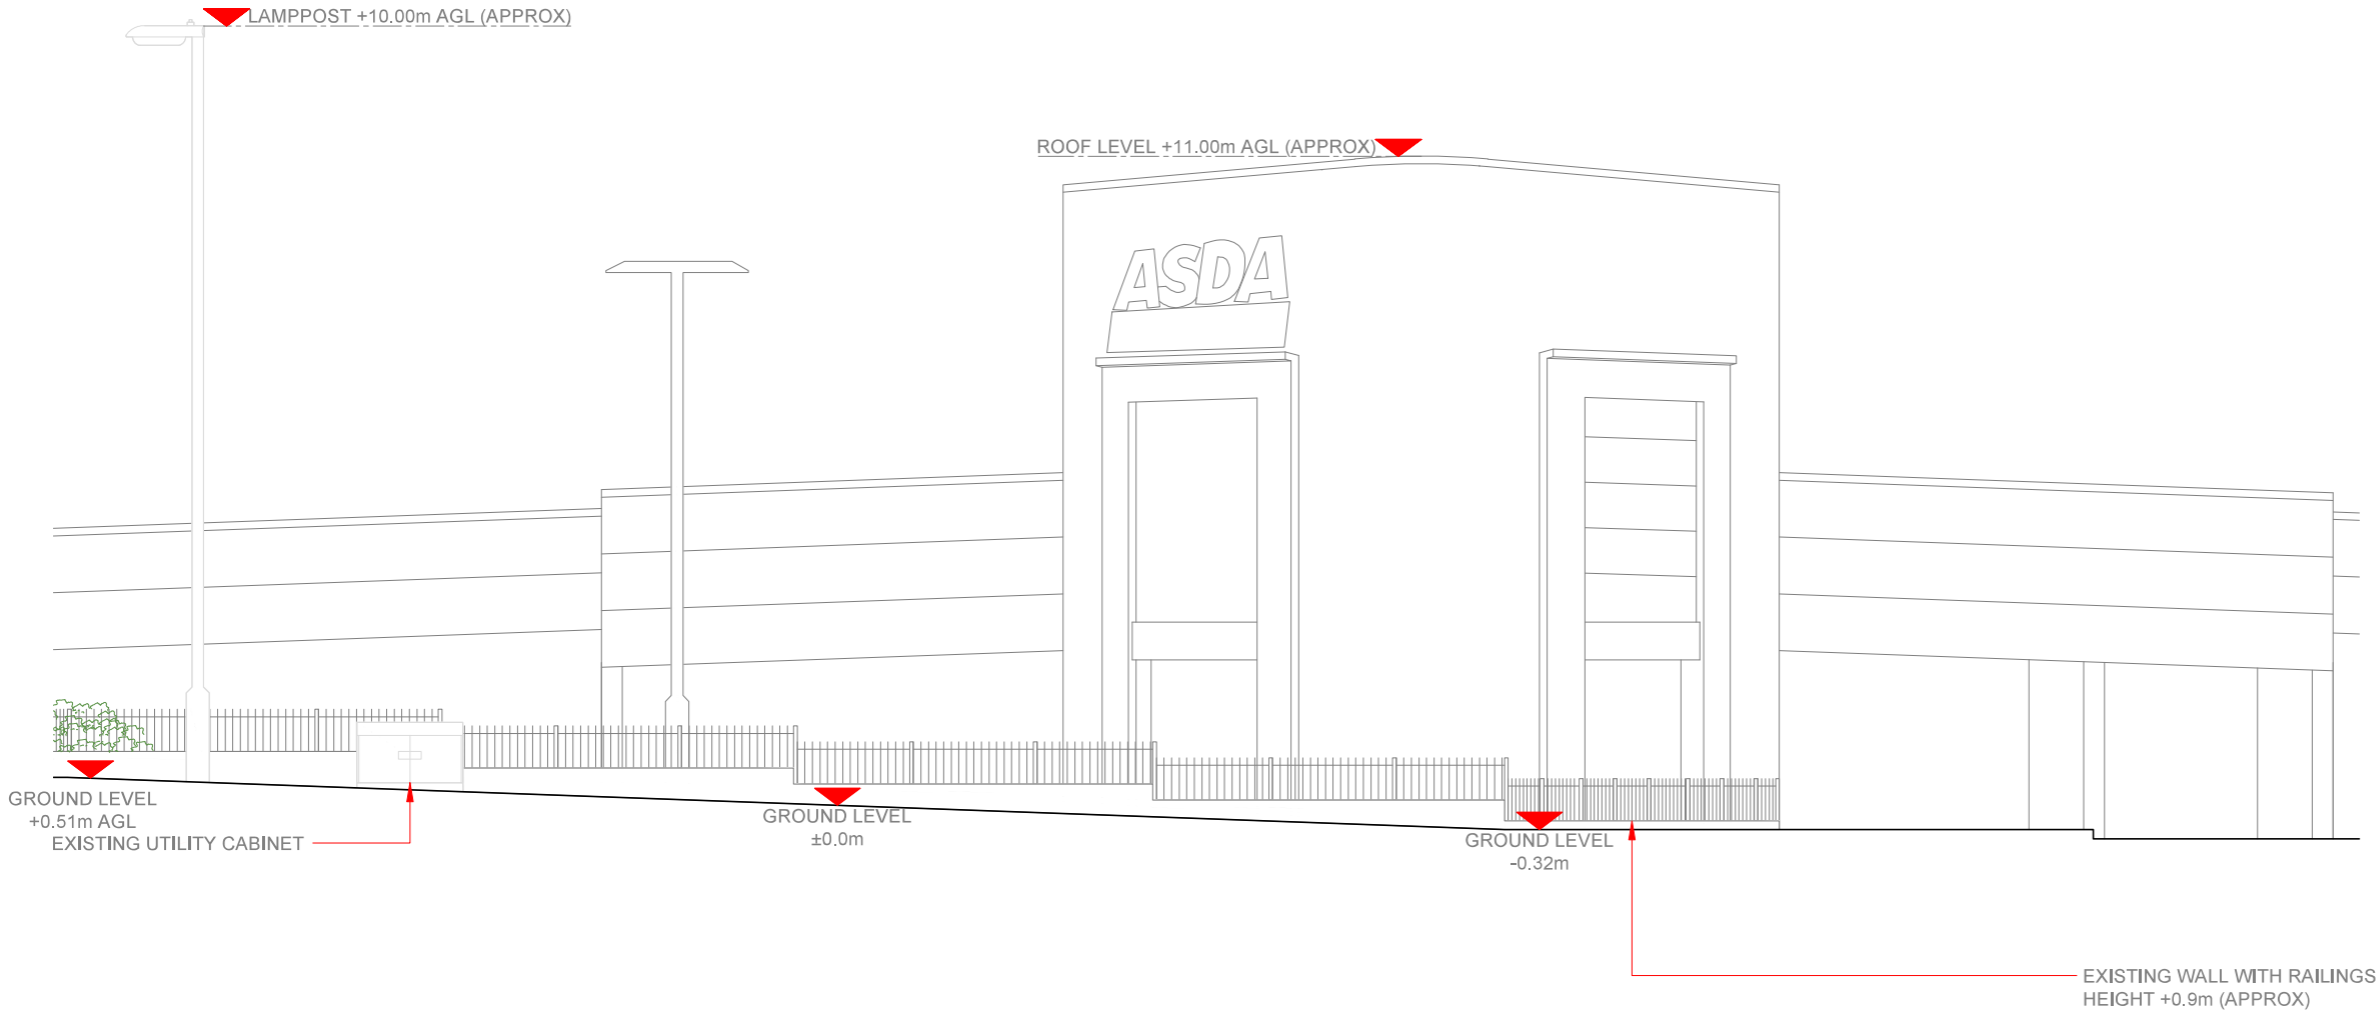 LAMPPOST +10.00m AGL (APPROX)
ROOF LEVEL +11.00m AGL (APPROX)
ASDA
GROUND LEVEL
+0.51m AGL
EXISTING UTILITY CABINET
GROUND LEVEL
±0.0m
GROUND LEVEL
-0.32m
EXISTING WALL WITH RAILINGS
HEIGHT +0.9m (APPROX)